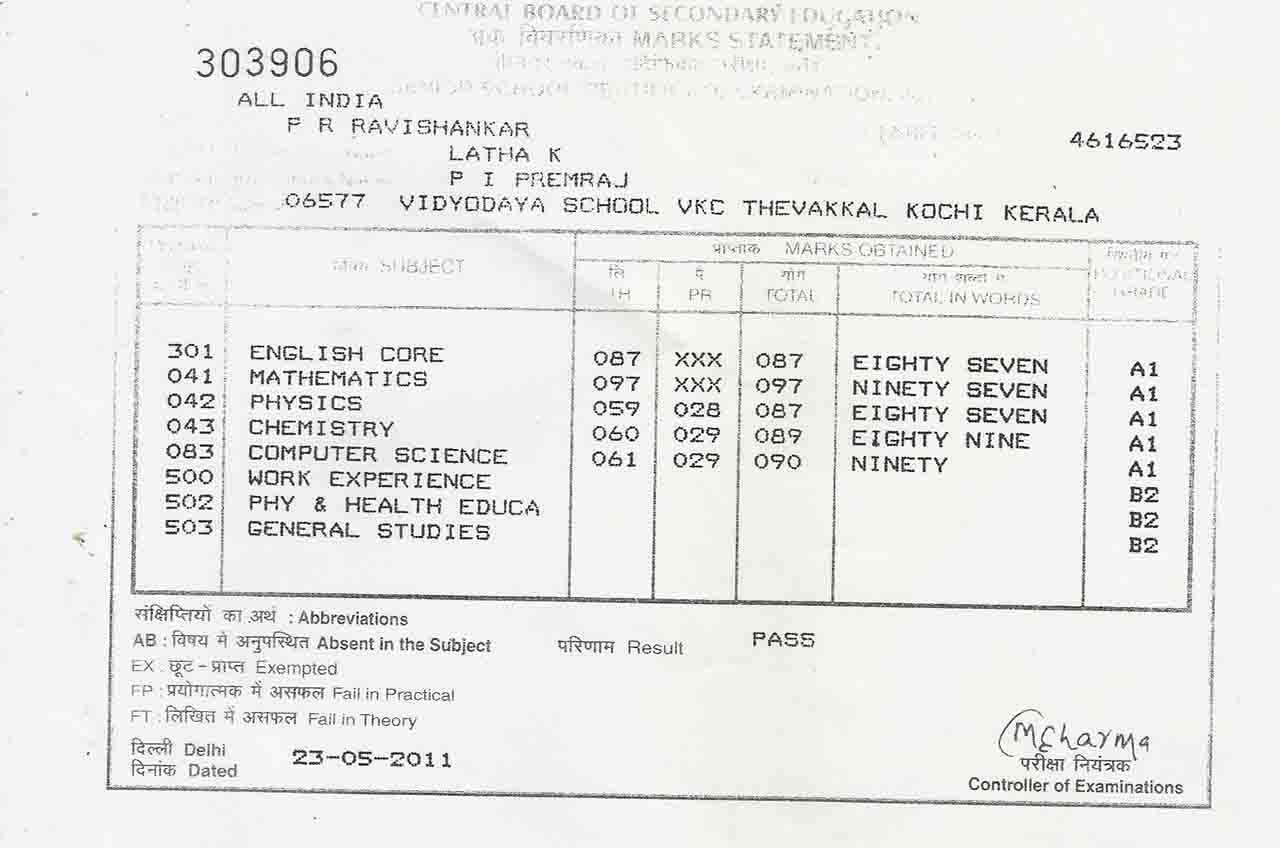 CENTRAL BOARD OF SECONDARY EDUCATION
अंक विवरणिका MARKS STATEMENT
303906
ALL INDIA
P R RAVISHANKAR
4616523
LATHA K
P I PREMRAJ
06577 VIDYODAYA SCHOOL VKC THEVAKKAL KOCHI KERALA
प्राप्तांक MARKS OBTAINED
विषय SUBJECT
लि प्रै योग योग शब्दों में
TH PR TOTAL TOTAL IN WORDS POSITIONAL GRADE
301 ENGLISH CORE 087 XXX 087 EIGHTY SEVEN A1
041 MATHEMATICS 097 XXX 097 NINETY SEVEN A1
042 PHYSICS 059 028 087 EIGHTY SEVEN A1
043 CHEMISTRY 060 029 089 EIGHTY NINE A1
083 COMPUTER SCIENCE 061 029 090 NINETY A1
500 WORK EXPERIENCE B2
502 PHY & HEALTH EDUCA B2
503 GENERAL STUDIES B2
संक्षिप्तियों का अर्थ : Abbreviations
AB : विषय में अनुपस्थित Absent in the Subject परिणाम Result PASS
EX : छूट - प्राप्त Exempted
FP : प्रयोगात्मक में असफल Fail in Practical
FT : लिखित में असफल Fail in Theory
दिल्ली Delhi
दिनांक Dated 23-05-2011
परीक्षा नियंत्रक
Controller of Examinations